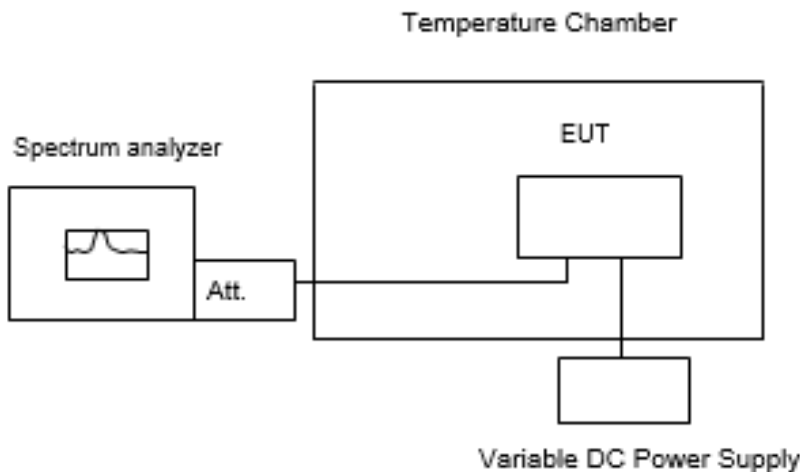 Temperature Chamber
EUT
Spectrum analyzer
Att.
Variable DC Power Supply